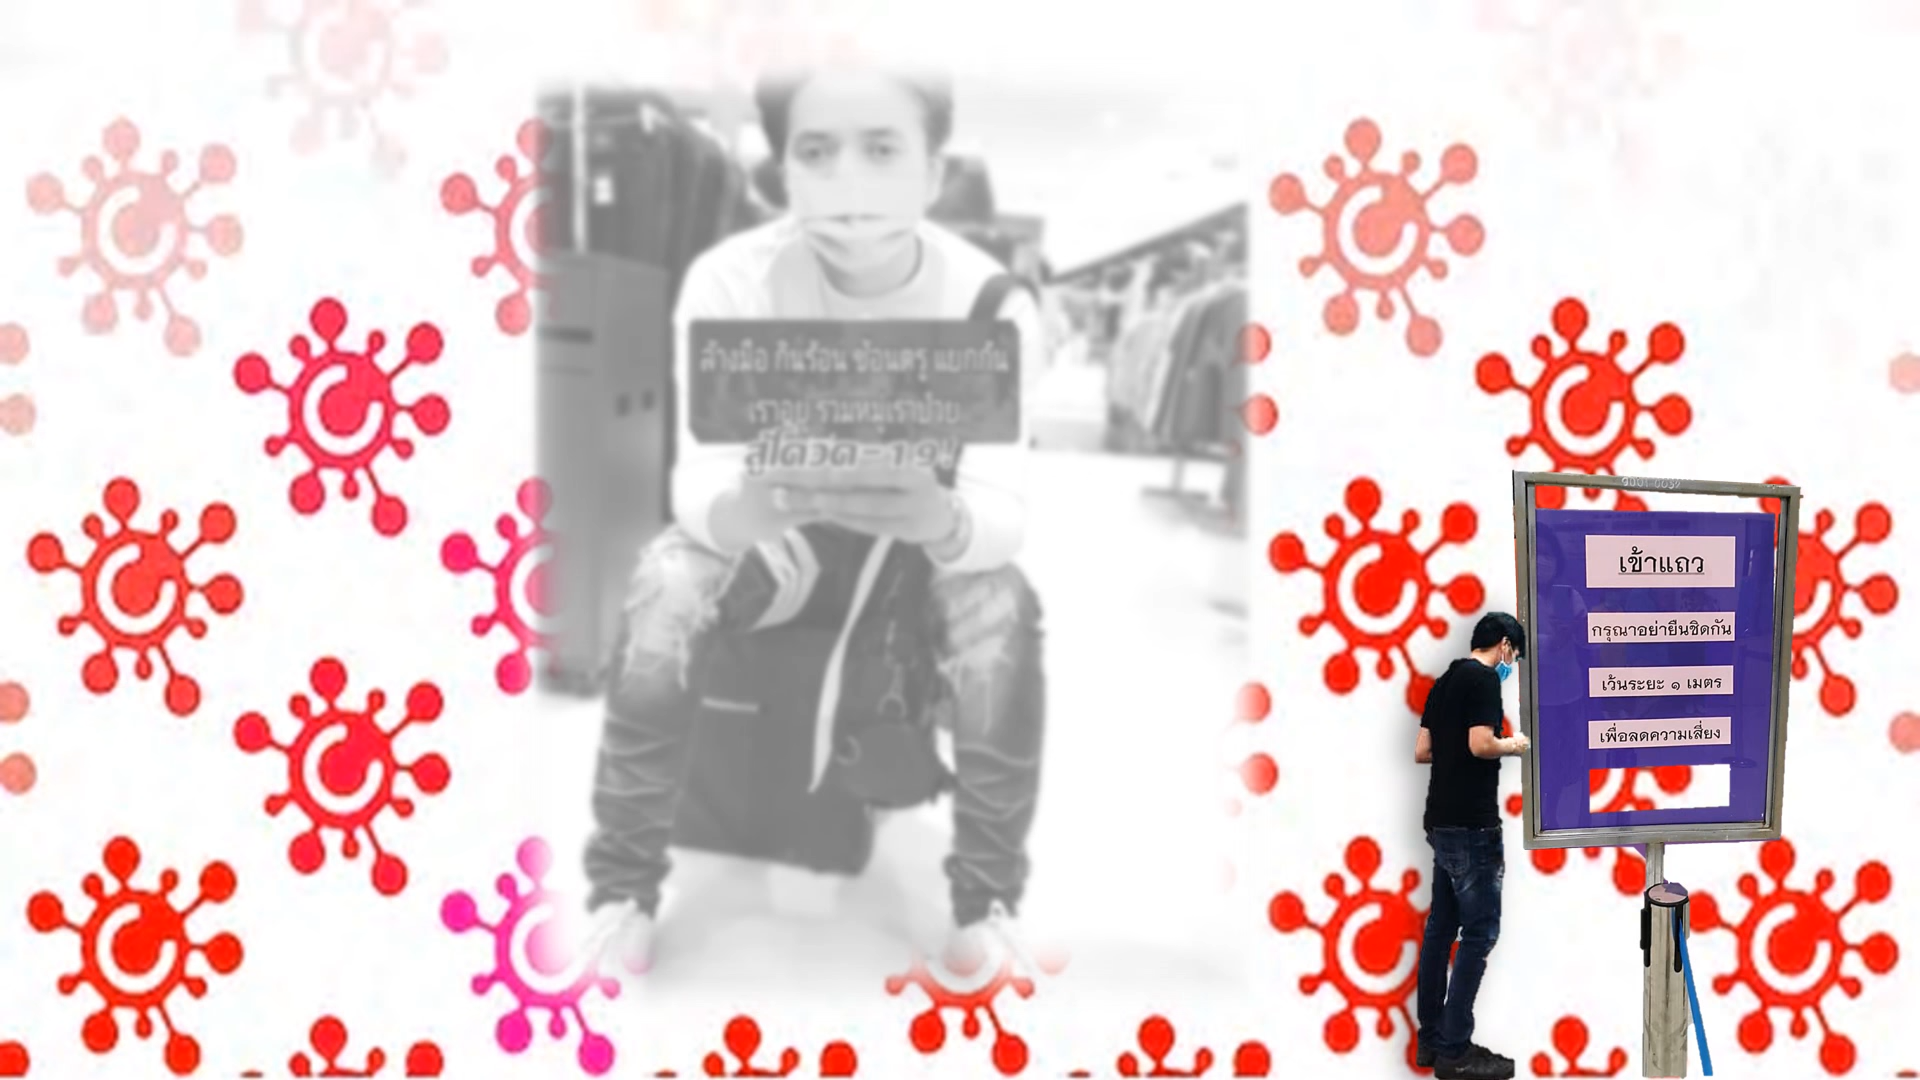 ล้างมือ กินร้อน ช้อนตรู แยกกัน
เราอยู่ รวมหมู่เราป่วย
สู้โควิด-19"
เข้าแถว
กรุณาอย่ายืนชิดกัน
เว้นระยะ ๑ เมตร
เพื่อลดความเสี่ยง